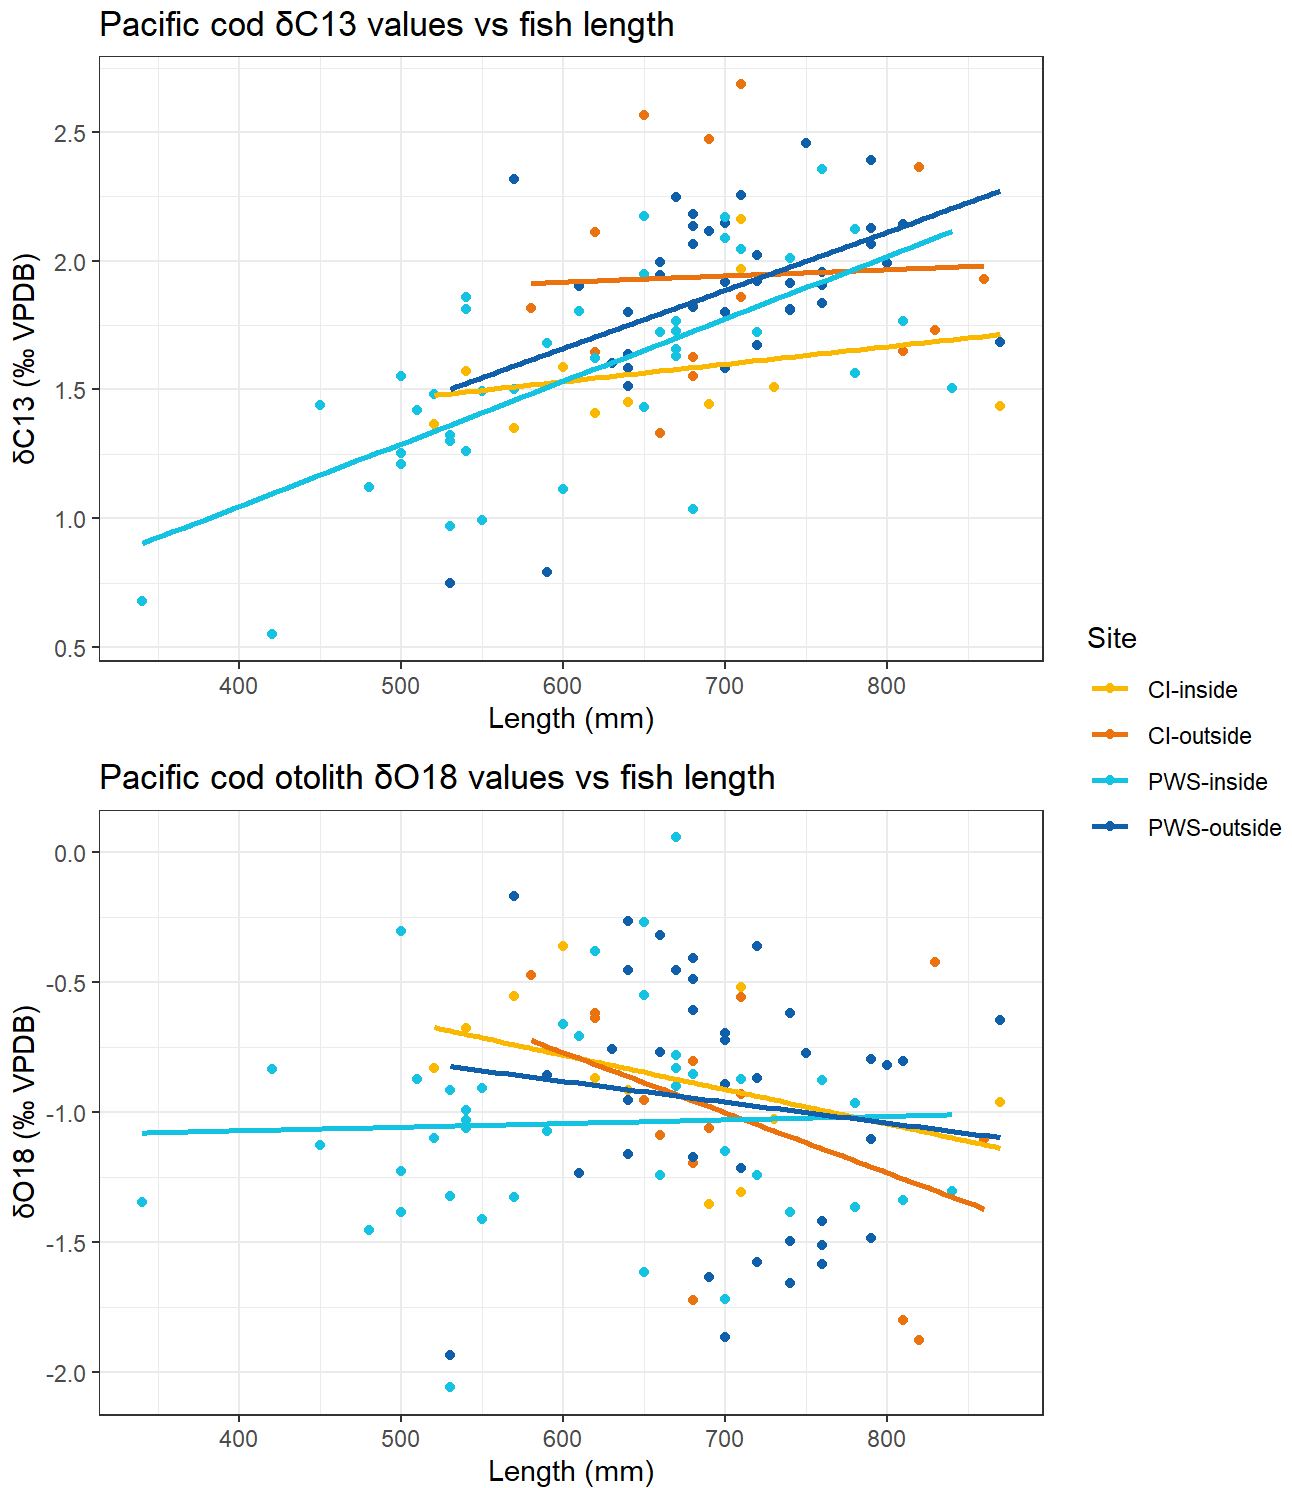 Pacific cod δC13 values vs fish length
δC13 (‰ VPDB)
2.5
2.0
1.5
1.0
0.5
400 500 600 700 800
Length (mm)
Site
CI-inside
CI-outside
PWS-inside
PWS-outside
Pacific cod otolith δO18 values vs fish length
δO18 (‰ VPDB)
0.0
-0.5
-1.0
-1.5
-2.0
400 500 600 700 800
Length (mm)